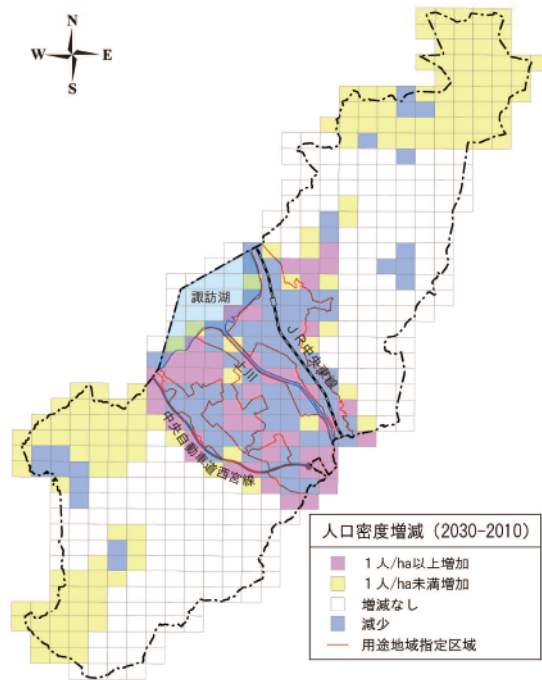 N
W E
S
諏訪湖
JR中央東線
上川
中央自動車道西宮線
人口密度増減（2030-2010）
1人/ha以上増加
1人/ha未満増加
増減なし
減少
用途地域指定区域